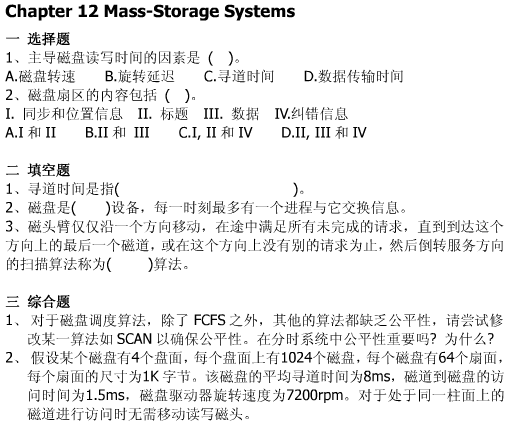 Chapter 12 Mass-Storage Systems
一 选择题
1、主导磁盘读写时间的因素是 ( )。
A.磁盘转速 B.旋转延迟 C.寻道时间 D.数据传输时间
2、磁盘扇区的内容包括 ( )。
I. 同步和位置信息 II. 标题 III. 数据 IV.纠错信息
A.I 和 II B.II 和 III C.I, II 和 IV D.II, III 和 IV
二 填空题
1、寻道时间是指( )。
2、磁盘是( )设备，每一时刻最多有一个进程与它交换信息。
3、磁头臂仅仅沿一个方向移动，在途中满足所有未完成的请求，直到到达这个
方向上的最后一个磁道，或在这个方向上没有别的请求为止，然后倒转服务方向
的扫描算法称为( )算法。
三 综合题
1、 对于磁盘调度算法，除了 FCFS 之外，其他的算法都缺乏公平性，请尝试修
改某一算法如 SCAN 以确保公平性。在分时系统中公平性重要吗？为什么？
2、 假设某个磁盘有4个盘面，每个盘面上有1024个磁盘，每个磁盘有64个扇面，
每个扇面的尺寸为1K 字节。该磁盘的平均寻道时间为8ms，磁道到磁盘的访
问时间为1.5ms，磁盘驱动器旋转速度为7200rpm。对于处于同一柱面上的
磁道进行访问时无需移动读写磁头。